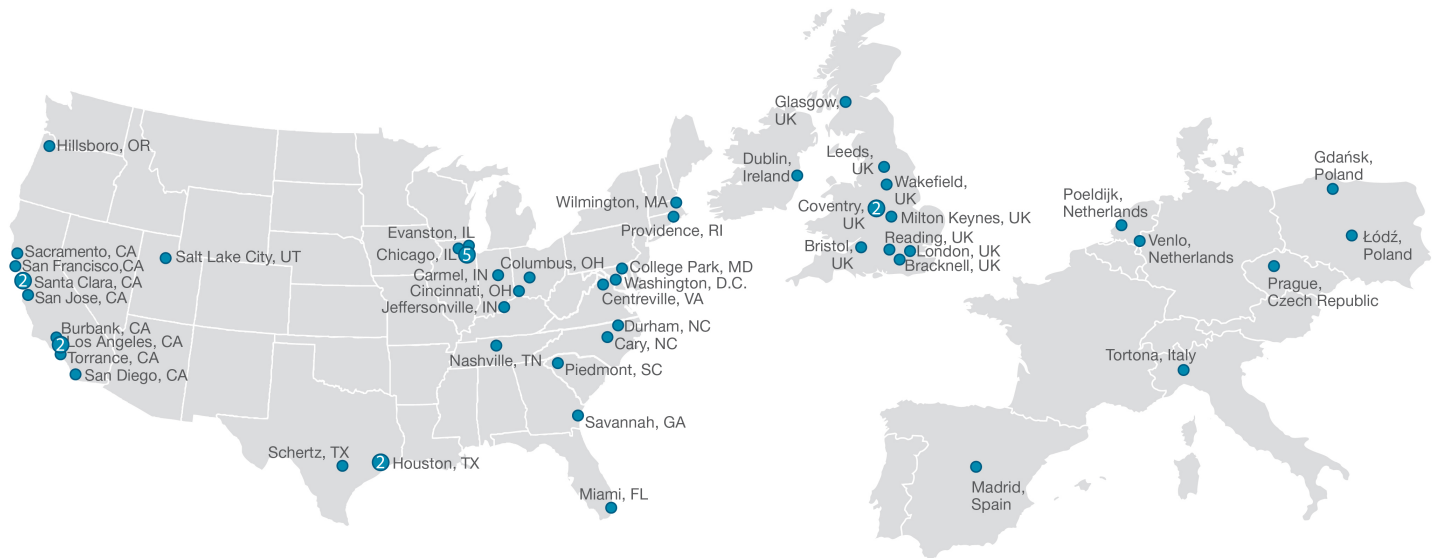 Hillsboro, OR
Sacramento, CA
San Francisco,CA
2
Santa Clara, CA
San Jose, CA
Burbank, CA
2
Los Angeles, CA
Torrance, CA
San Diego, CA
Salt Lake City, UT
Schertz, TX
2
Houston, TX
Evanston, IL
Chicago, IL
5
Carmel, IN
Columbus, OH
Cincinnati, OH
Jeffersonville, IN
Nashville, TN
Wilmington, MA
Providence, RI
College Park, MD
Washington, D.C.
Centreville, VA
Durham, NC
Cary, NC
Piedmont, SC
Savannah, GA
Miami, FL
Glasgow,
UK
Dublin,
Ireland
Leeds,
UK
Wakefield,
UK
Coventry,
UK
2
Milton Keynes, UK
Bristol,
UK
Reading, UK
London, UK
Bracknell, UK
Poeldijk,
Netherlands
Venlo,
Netherlands
Gdańsk,
Poland
Łódź,
Poland
Prague,
Czech Republic
Tortona, Italy
Madrid,
Spain